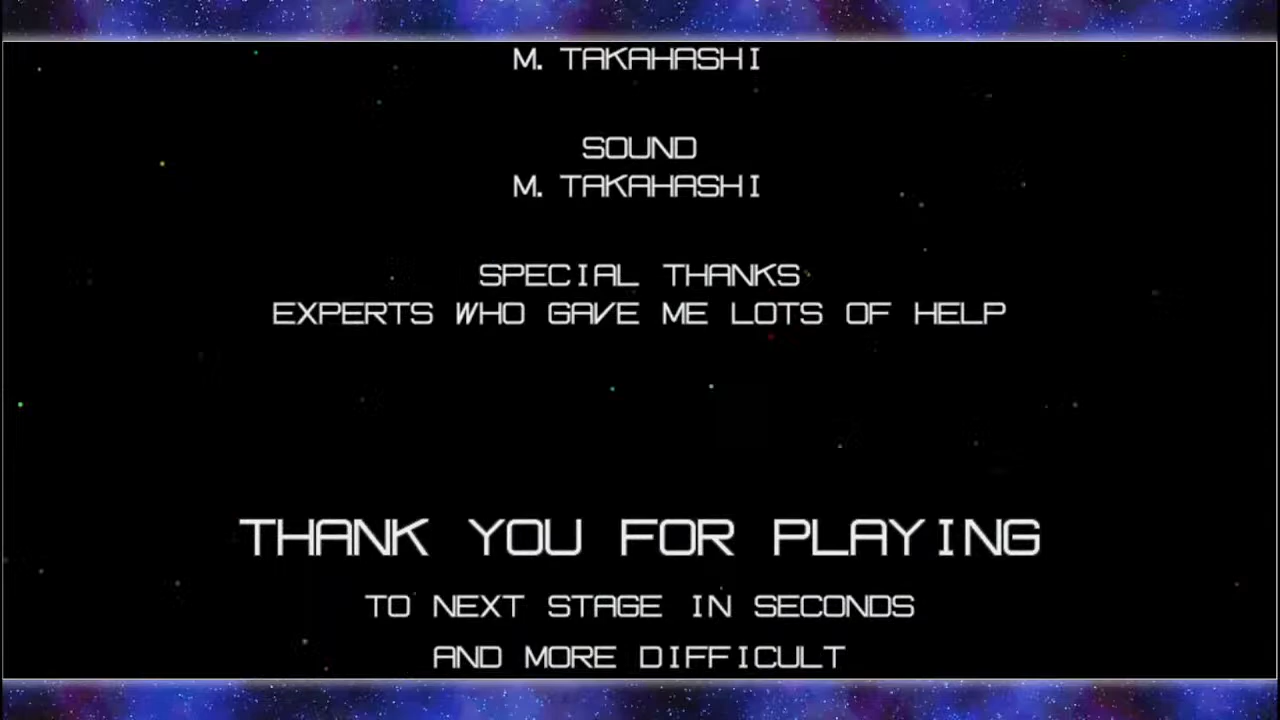 M. TAKAHASHI
SOUND
M. TAKAHASHI
SPECIAL THANKS
EXPERTS WHO GAVE ME LOTS OF HELP
THANK YOU FOR PLAYING
TO NEXT STAGE IN SECONDS
AND MORE DIFFICULT